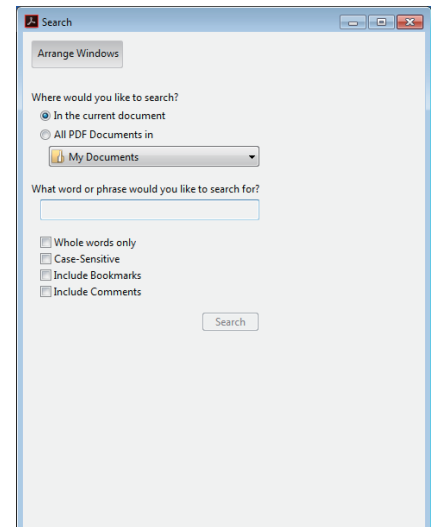 Search
Arrange Windows
Where would you like to search?
In the current document
All PDF Documents in
My Documents
What word or phrase would you like to search for?
Whole words only
Case-Sensitive
Include Bookmarks
Include Comments
Search